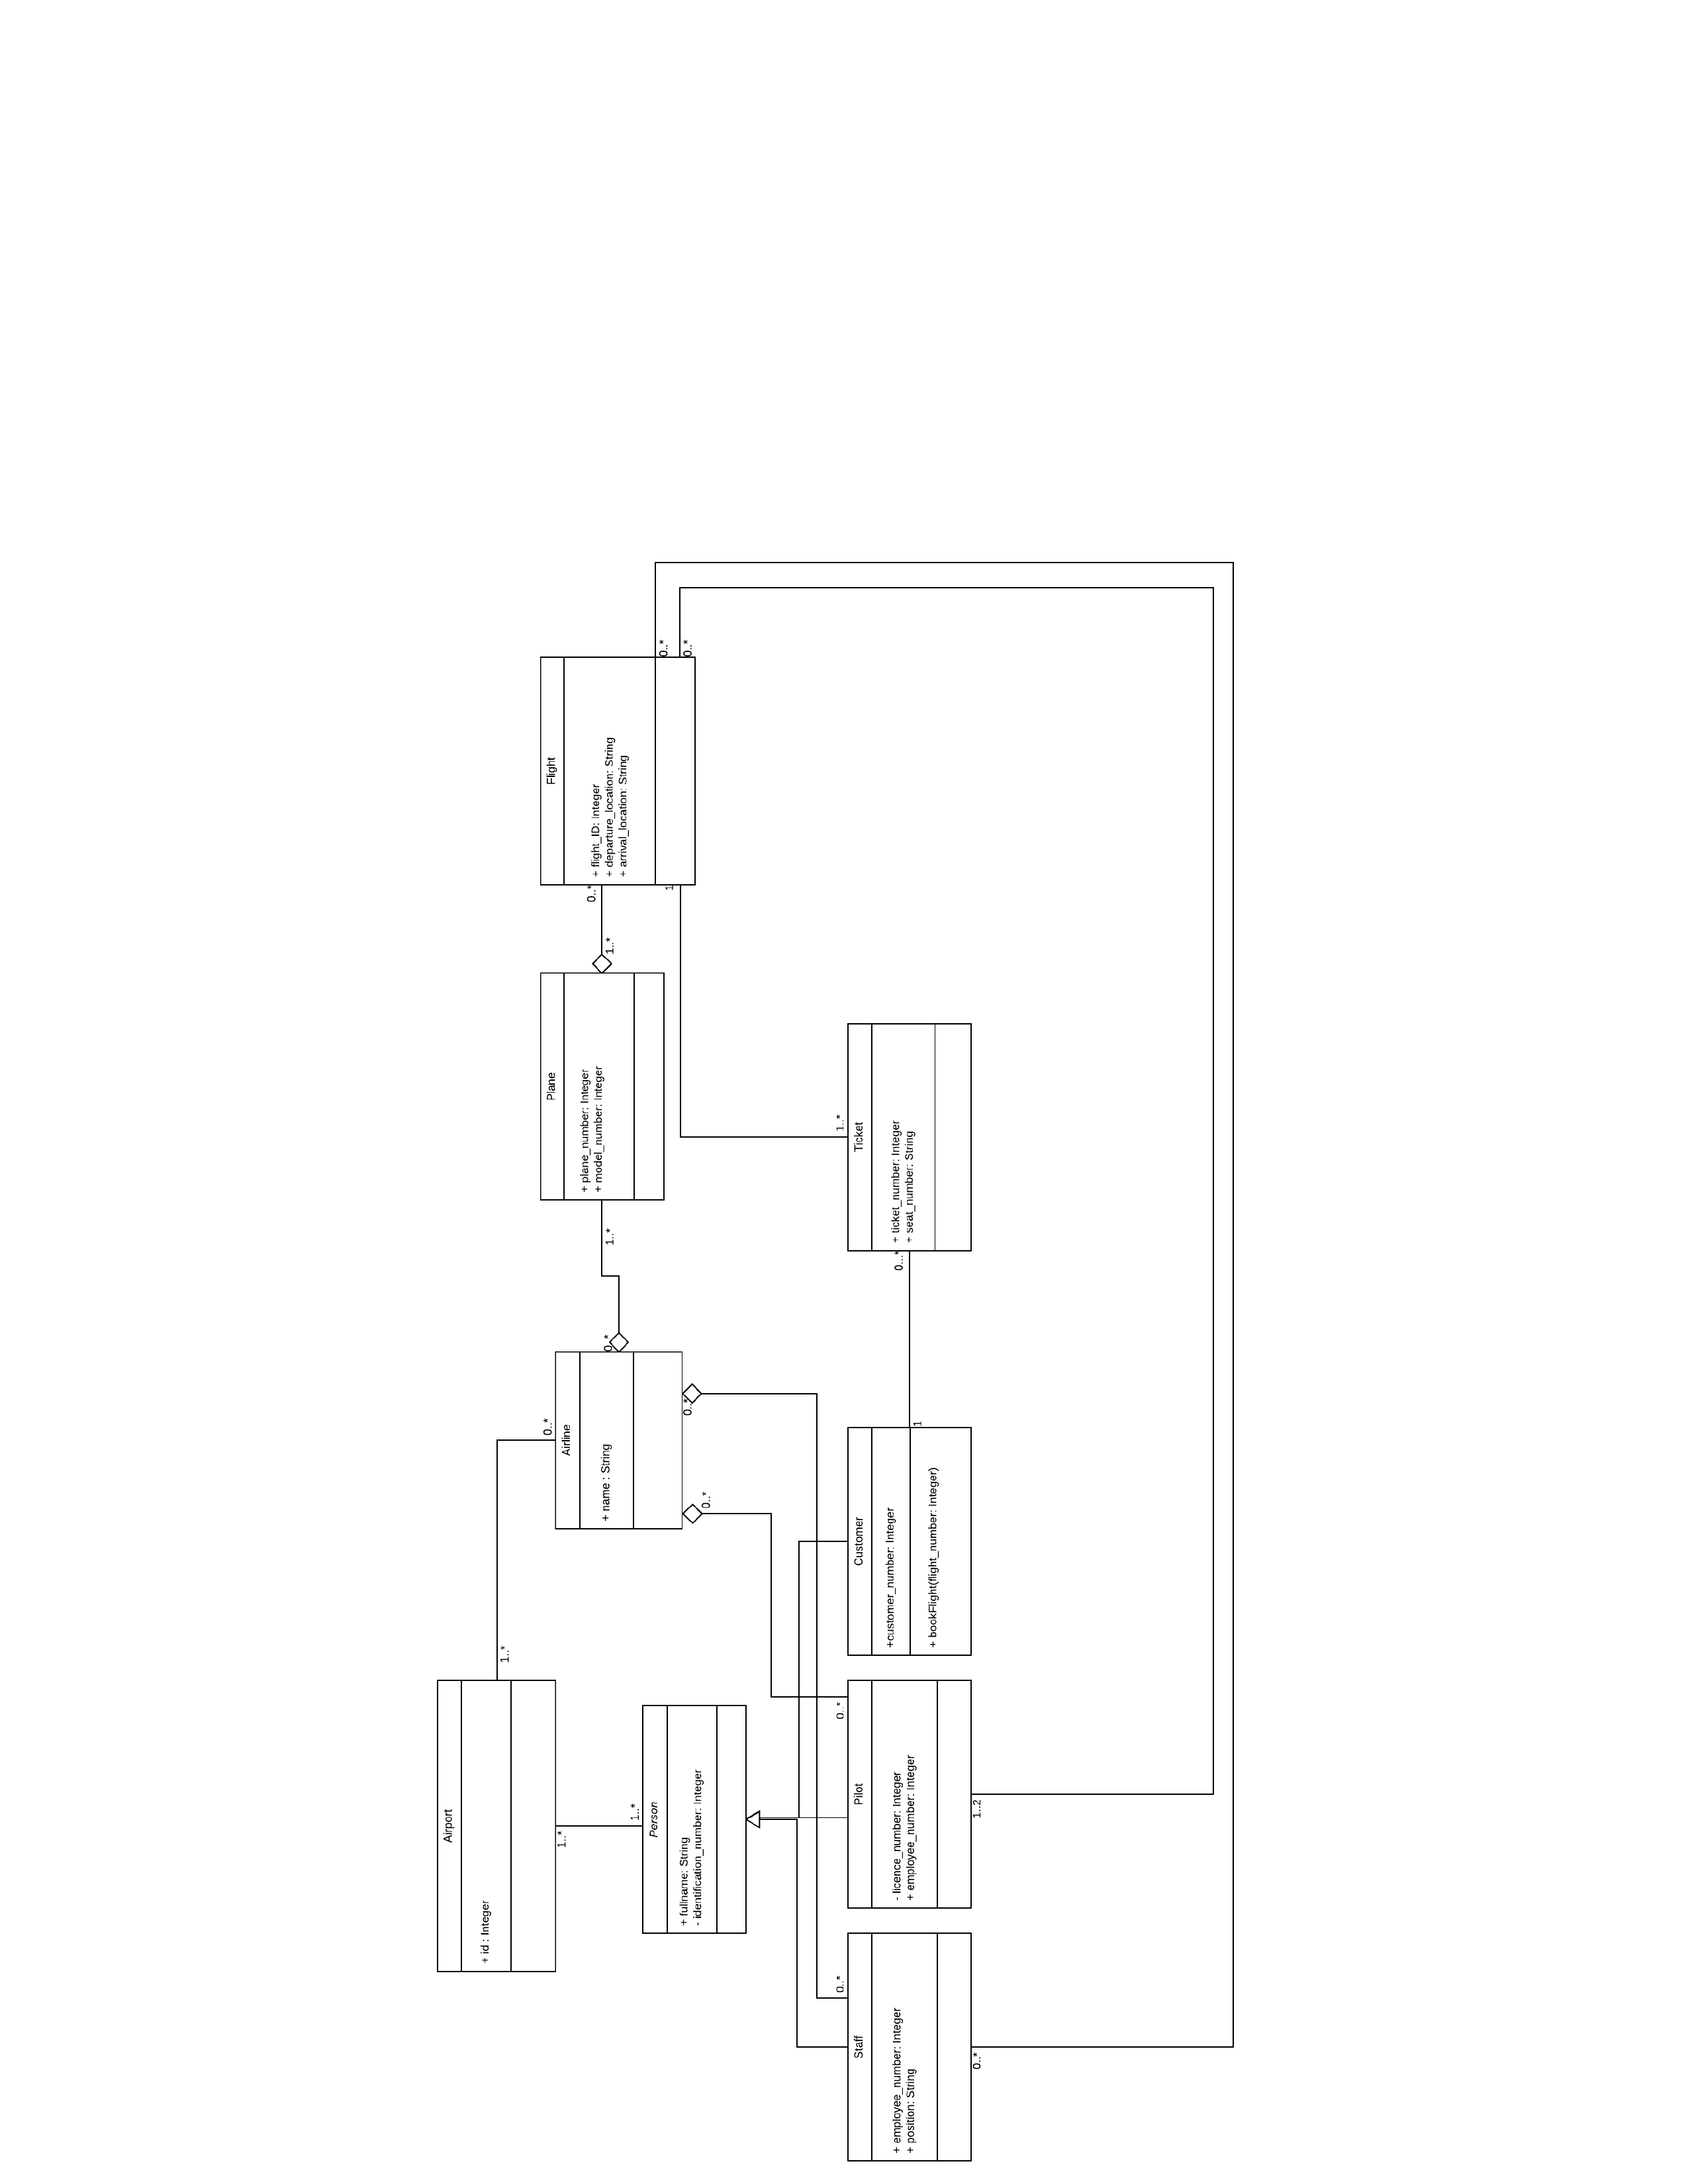 Airport
+ id : Integer
1..*
0..*
1..*
1..*
Person
+ fullname: String
- identification_number: Integer
Airline
+ name : String
0..*
0..*
0..*
1..*
Plane
+ plane_number: Integer
+ model_number: Integer
1..*
0..*
Flight
+ flight_ID: Integer
+ departure_location: String
+ arrival_location: String
1
0..*
0..*
0..*
0..*
1..*
Staff
+ employee_number: Integer
+ position: String
0..*
Pilot
- licence_number: Integer
+ employee_number: Integer
1..2
Customer
+customer_number: Integer
+ bookFlight(flight_number: Integer)
1
0...*
Ticket
+ ticket_number: Integer
+ seat_number: String